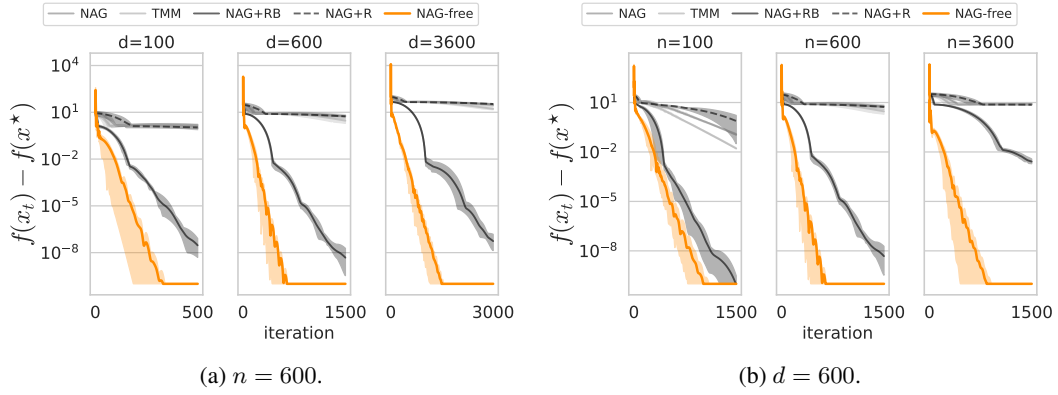 NAG TMM NAG+RB NAG+R NAG-free
d=100 d=600 d=3600
f(x_t) − f(x^⋆)
10^4
10^1
10^−2
10^−5
10^−8
0 500 0 1500 0 3000
iteration
(a) n = 600.
NAG TMM NAG+RB NAG+R NAG-free
n=100 n=600 n=3600
f(x_t) − f(x^⋆)
10^1
10^−2
10^−5
10^−8
0 1500 0 1500 0 1500
iteration
(b) d = 600.